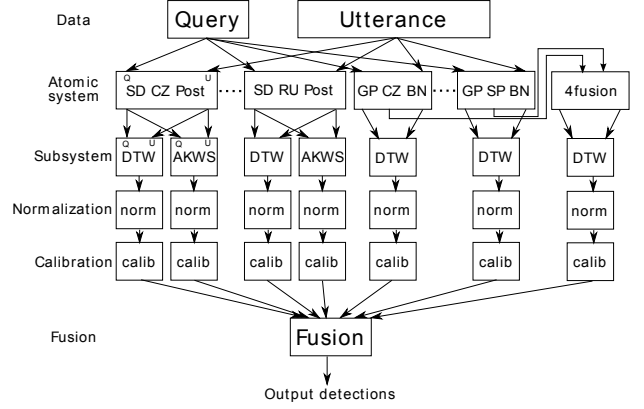 Data Query Utterance
Atomic system
Q U
SD CZ Post ···· SD RU Post GP CZ BN ···· GP SP BN 4fusion
Q U Q U
Subsystem DTW AKWS DTW AKWS DTW DTW DTW
Normalization norm norm norm norm norm norm norm
Calibration calib calib calib calib calib calib calib
Fusion Fusion
Output detections